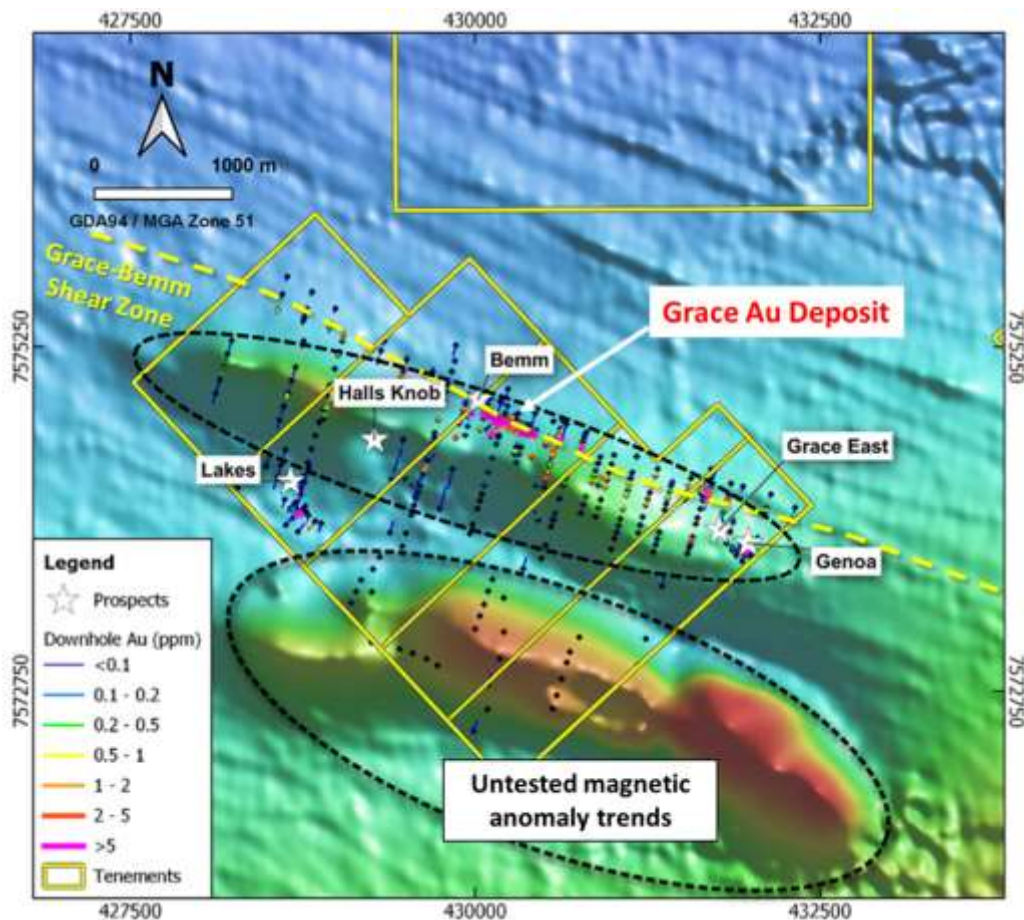 427500
430000
432500
N
0 1000 m
GDA94 / MGA Zone 51
Grace-Bemm
Shear Zone
Grace Au Deposit
7575250
7575250
Bemm
Halls Knob
Grace East
Lakes
Genoa
Legend
Prospects
Downhole Au (ppm)
<0.1
0.1 - 0.2
0.2 - 0.5
0.5 - 1
1 - 2
2 - 5
>5
Tenements
7572750
7572750
Untested magnetic
anomaly trends
427500
430000
432500